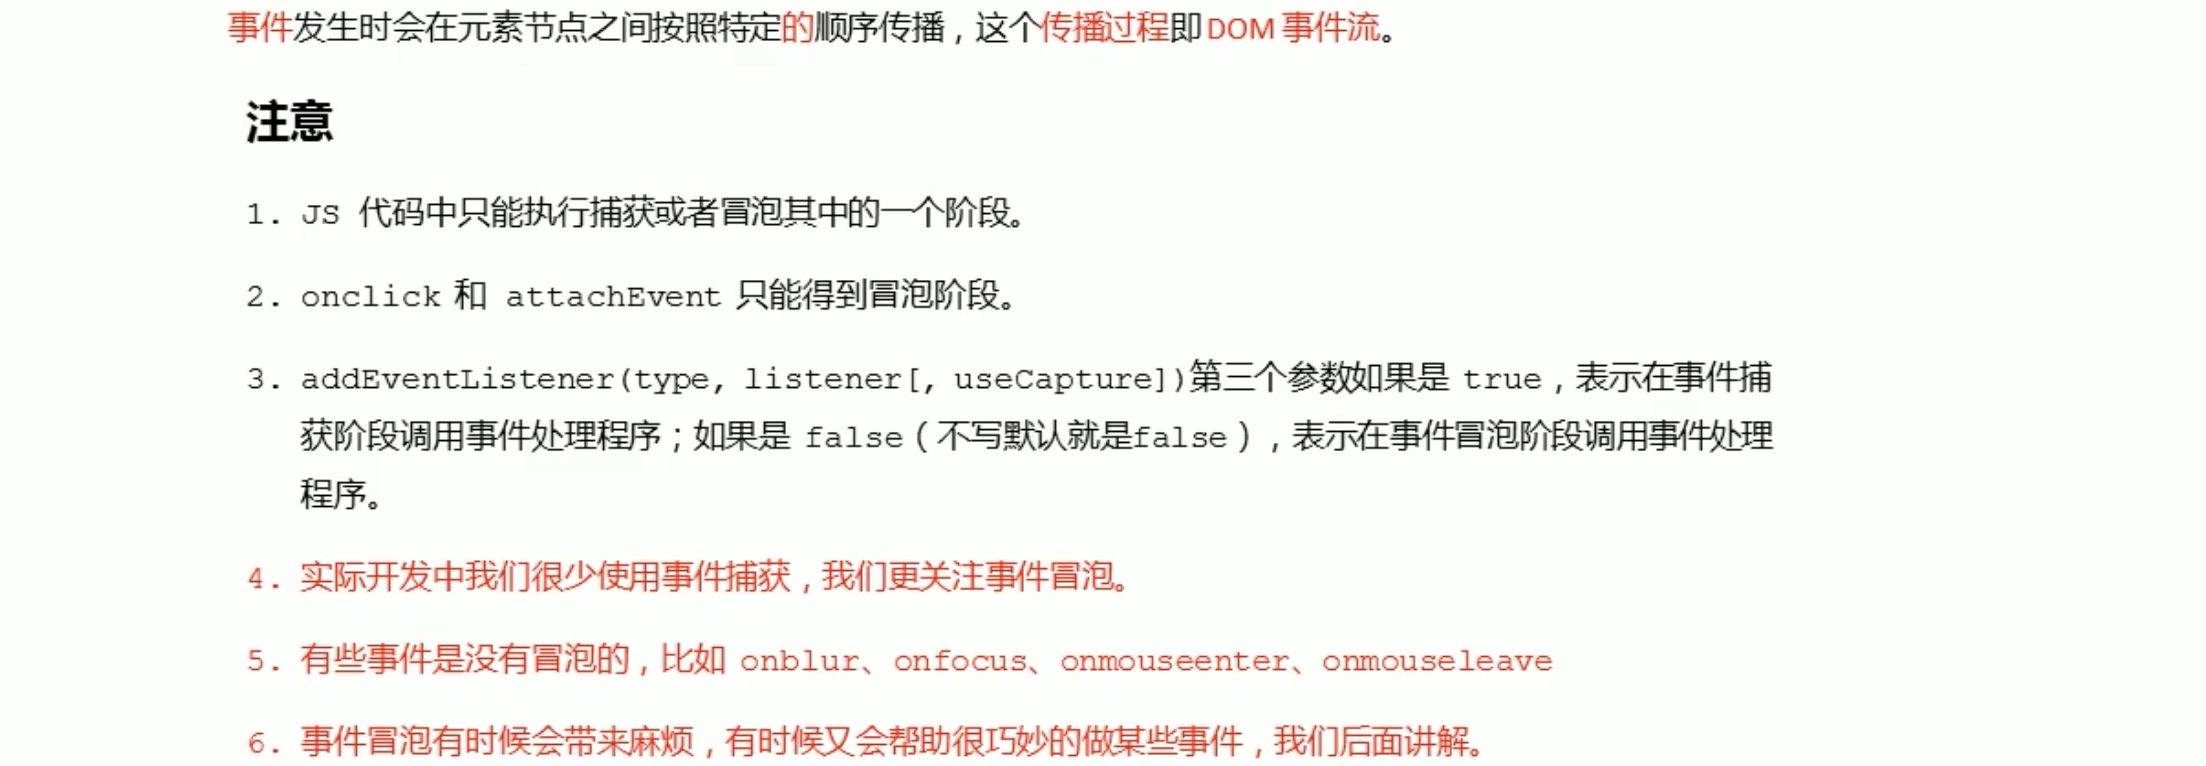 事件发生时会在元素节点之间按照特定的顺序传播，这个传播过程即DOM 事件流。
注意
1. JS 代码中只能执行捕获或者冒泡其中的一个阶段。
2. onclick 和 attachEvent 只能得到冒泡阶段。
3. addEventListener(type, listener[, useCapture])第三个参数如果是 true，表示在事件捕
获阶段调用事件处理程序；如果是 false（不写默认就是false），表示在事件冒泡阶段调用事件处理
程序。
4. 实际开发中我们很少使用事件捕获，我们更关注事件冒泡。
5. 有些事件是没有冒泡的，比如 onblur、onfocus、onmouseenter、onmouseleave
6. 事件冒泡有时候会带来麻烦，有时候又会帮助很巧妙的做某些事件，我们后面讲解。